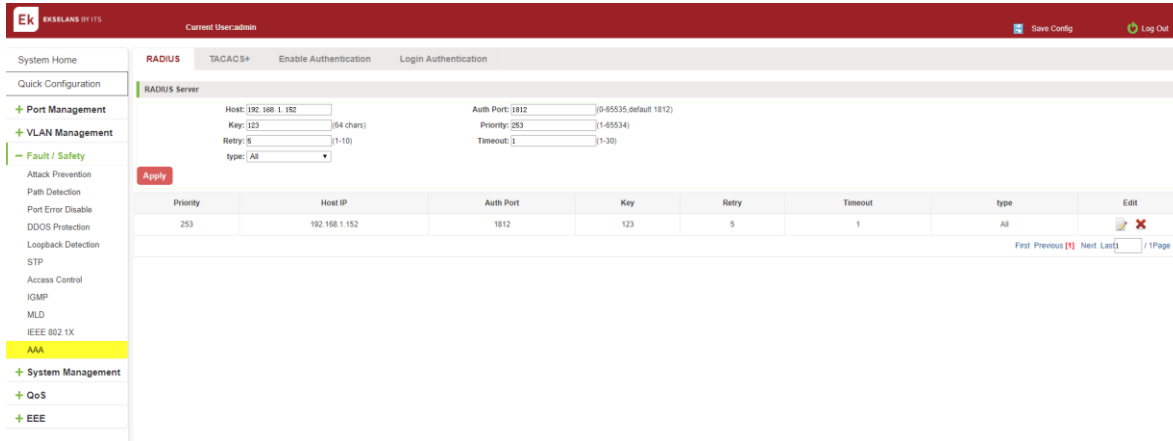 Ek EKSELANS BY ITS
Current User:admin
Save Config
Log Out
System Home
Quick Configuration
+ Port Management
+ VLAN Management
− Fault / Safety
Attack Prevention
Path Detection
Port Error Disable
DDOS Protection
Loopback Detection
STP
Access Control
IGMP
MLD
IEEE 802.1X
AAA
+ System Management
+ QoS
+ EEE
RADIUS TACACS+ Enable Authentication Login Authentication
RADIUS Server
Host: 192.168.1.152 Auth Port: 1812 (0-65535,default 1812)
Key: 123 (64 chars) Priority: 253 (1-65534)
Retry: 5 (1-10) Timeout: 1 (1-30)
type: All
Apply
Priority Host IP Auth Port Key Retry Timeout type Edit
253 192.168.1.152 1812 123 5 1 All
First Previous [1] Next Last 1 / 1Page